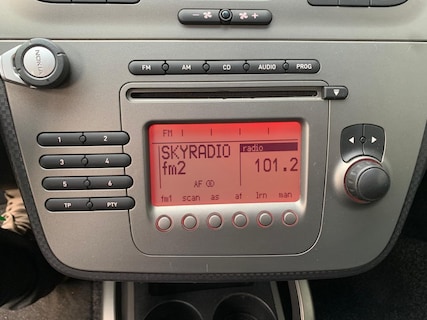 FM AM CD AUDIO PROG
1 2
3 4
5 6
TP PTY
FM
SKYRADIO radio
fm2 101.2
AF
fm1 scan as af lrn man